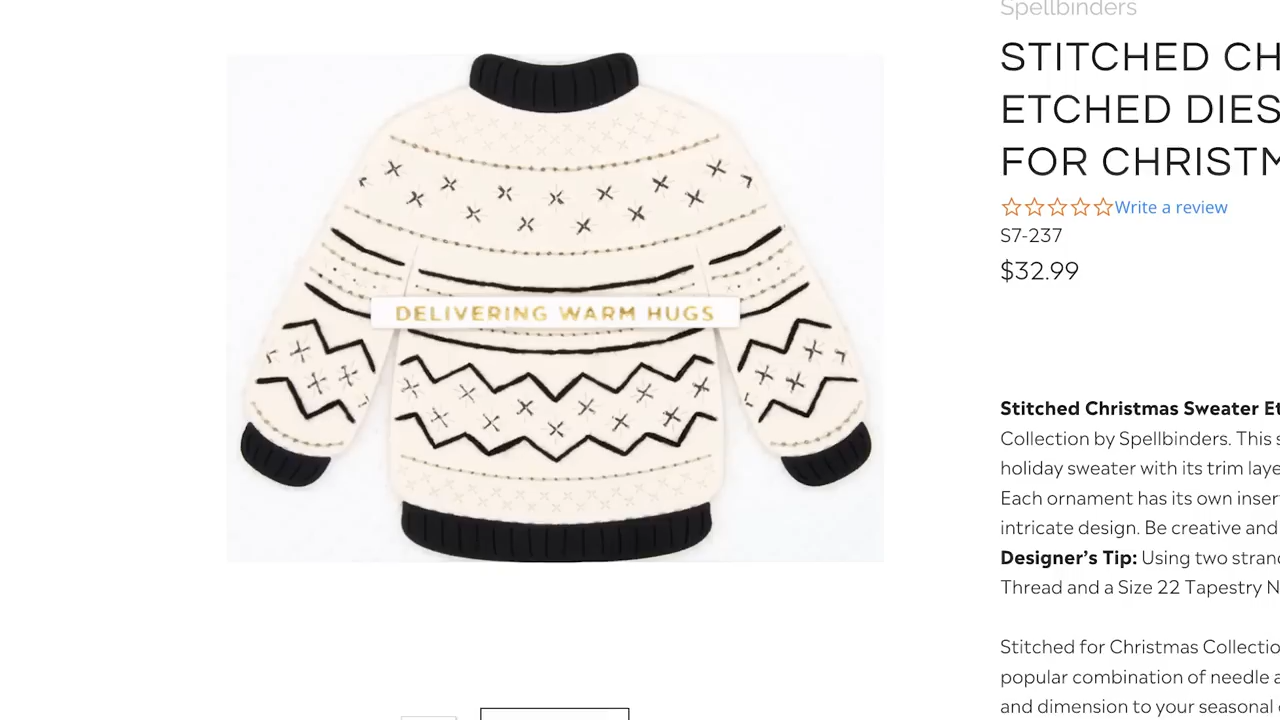 Spellbinders
STITCHED CH
ETCHED DIES
FOR CHRISTM
Write a review
S7-237
$32.99
DELIVERING WARM HUGS
Stitched Christmas Sweater Et
Collection by Spellbinders. This s
holiday sweater with its trim laye
Each ornament has its own inser
intricate design. Be creative and
Designer's Tip: Using two stran
Thread and a Size 22 Tapestry N
Stitched for Christmas Collectio
popular combination of needle a
and dimension to your seasonal